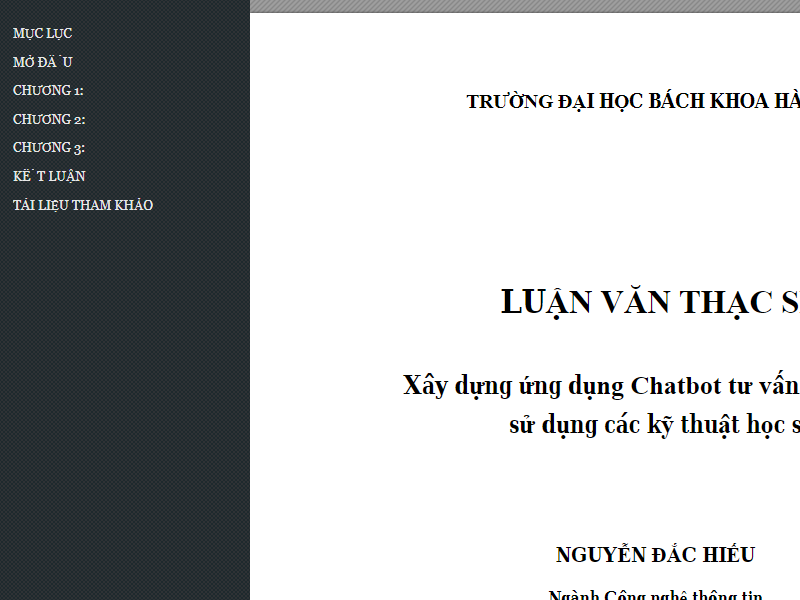 MỤC LỤC
MỞ ĐẦU
CHƯƠNG 1:
CHƯƠNG 2:
CHƯƠNG 3:
KẾT LUẬN
TÀI LIỆU THAM KHẢO
TRƯỜNG ĐẠI HỌC BÁCH KHOA HÀ
LUẬN VĂN THẠC S
Xây dựng ứng dụng Chatbot tư vấn
sử dụng các kỹ thuật học s
NGUYỄN ĐẮC HIẾU
Ngành Công nghệ thông tin